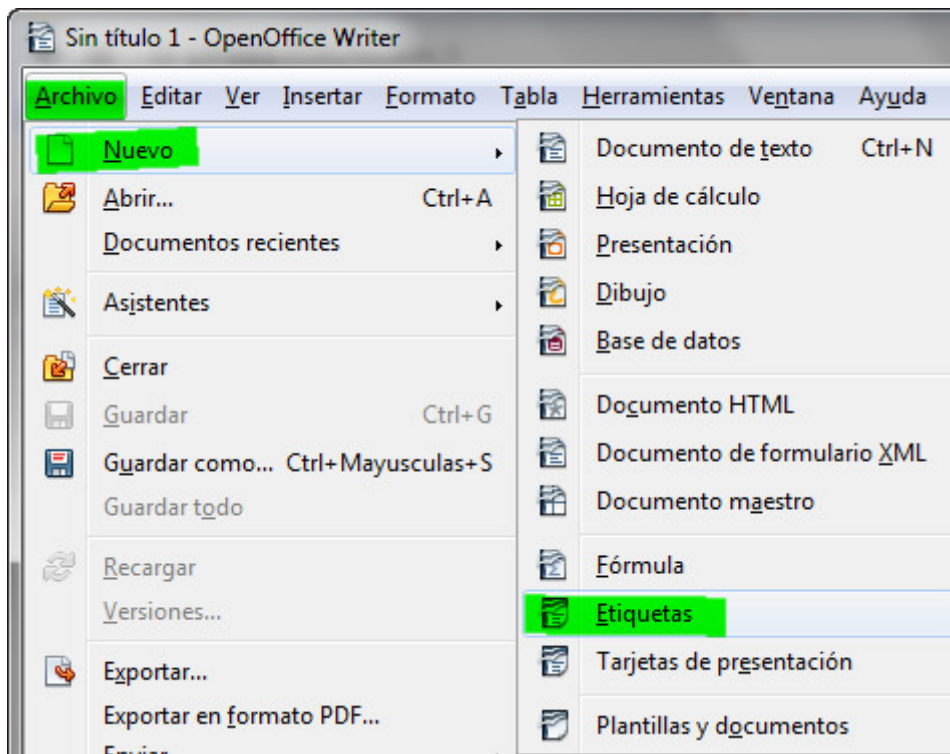 Sin título 1 - OpenOffice Writer
Archivo Editar Ver Insertar Formato Tabla Herramientas Ventana Ayuda
Nuevo
Abrir... Ctrl+A
Documentos recientes
Asistentes
Cerrar
Guardar Ctrl+G
Guardar como... Ctrl+Mayusculas+S
Guardar todo
Recargar
Versiones...
Exportar...
Exportar en formato PDF...
Enviar
Documento de texto Ctrl+N
Hoja de cálculo
Presentación
Dibujo
Base de datos
Documento HTML
Documento de formulario XML
Documento maestro
Fórmula
Etiquetas
Tarjetas de presentación
Plantillas y documentos